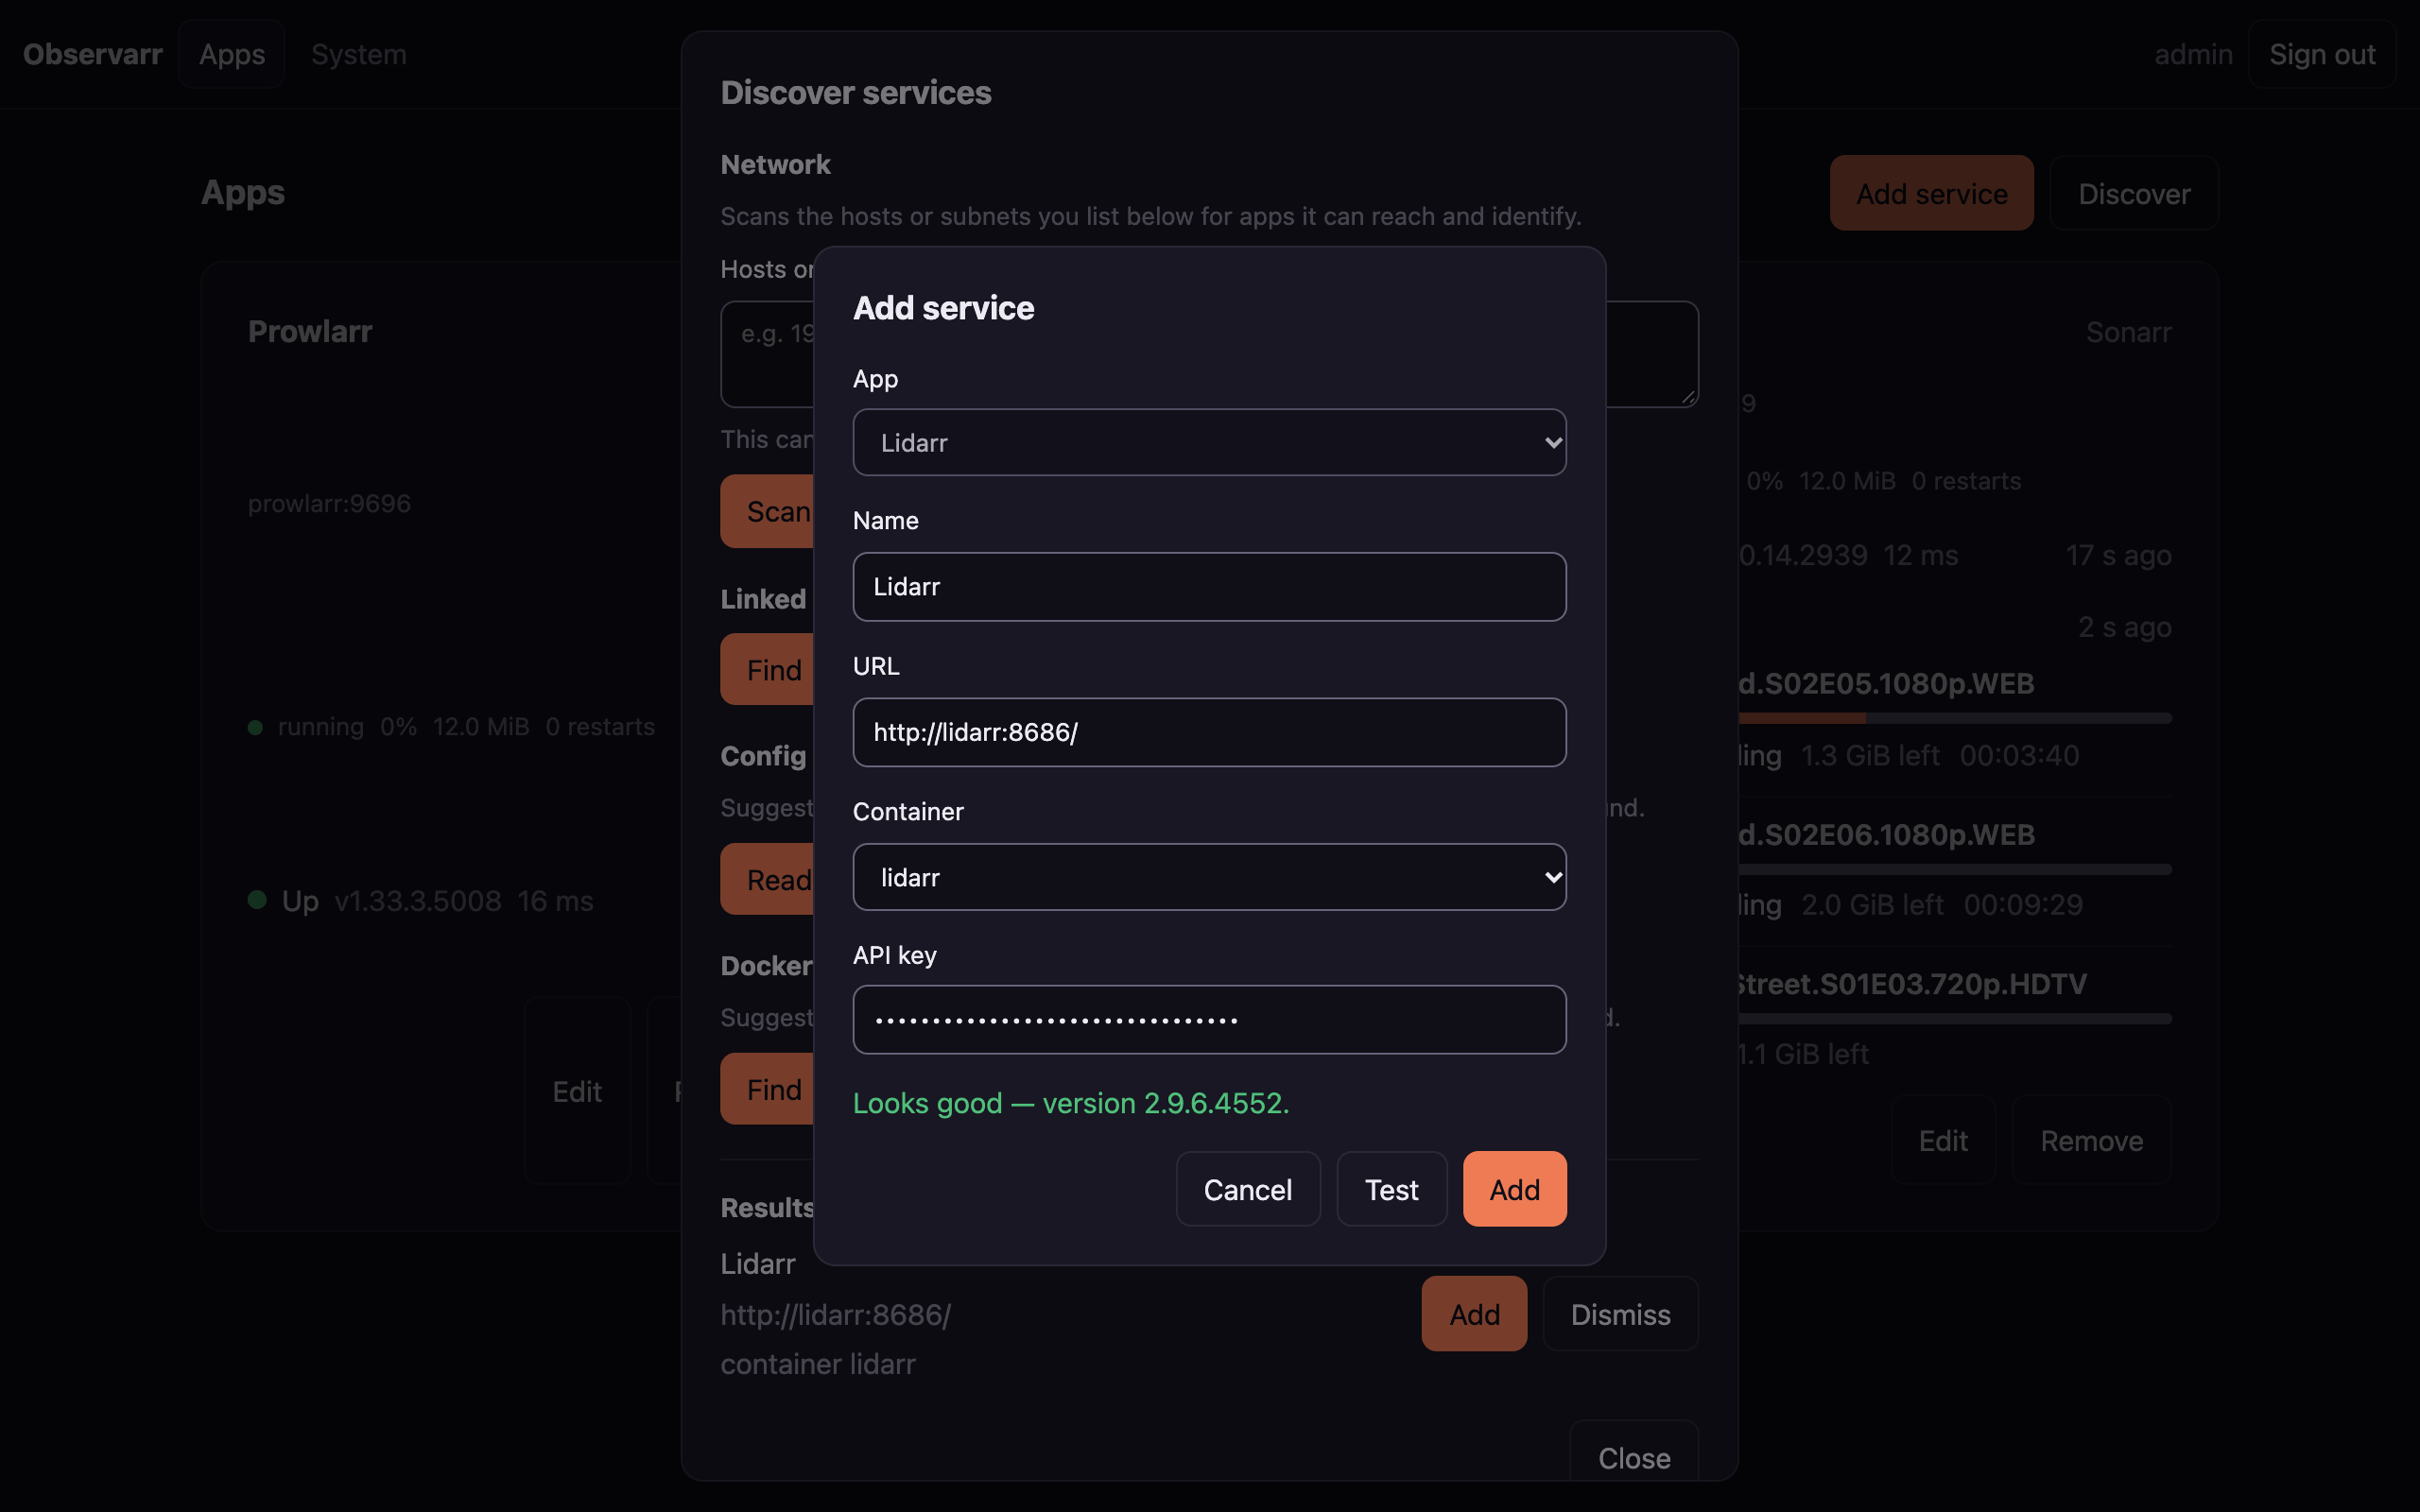 Observarr Apps System admin Sign out
Apps Add service Discover
Prowlarr
prowlarr:9696
running 0% 12.0 MiB 0 restarts
Up v1.33.3.5008 16 ms
Edit
Discover services
Network
Scans the hosts or subnets you list below for apps it can reach and identify.
Hosts or
e.g. 19
This can
Scan
Linked
Find
Config
Suggest
Read
Docker
Suggest
Find
Results
Lidarr
http://lidarr:8686/
container lidarr
Add Dismiss
Close
Add service
App
Lidarr
Name
Lidarr
URL
http://lidarr:8686/
Container
lidarr
API key
••••••••••••••••••••••••••••••••
Looks good — version 2.9.6.4552.
Cancel Test Add
Sonarr
9
0% 12.0 MiB 0 restarts
0.14.2939 12 ms 17 s ago
2 s ago
d.S02E05.1080p.WEB
ling 1.3 GiB left 00:03:40
d.S02E06.1080p.WEB
ling 2.0 GiB left 00:09:29
Street.S01E03.720p.HDTV
1.1 GiB left
Edit Remove